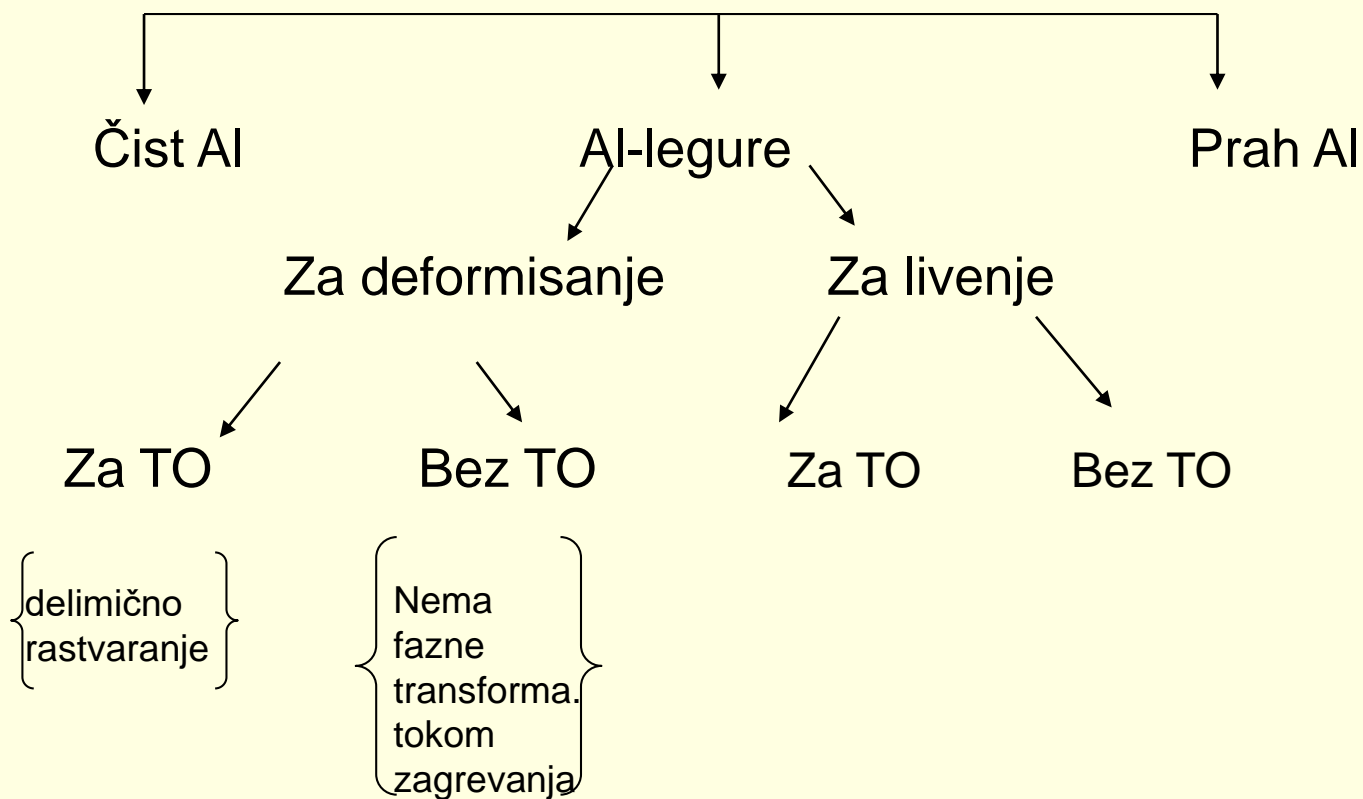 Čist Al
Al-legure
Prah Al
Za deformisanje
Za livenje
Za TO
Bez TO
Za TO
Bez TO
delimično
rastvaranje
Nema
fazne
transforma.
tokom
zagrevanja